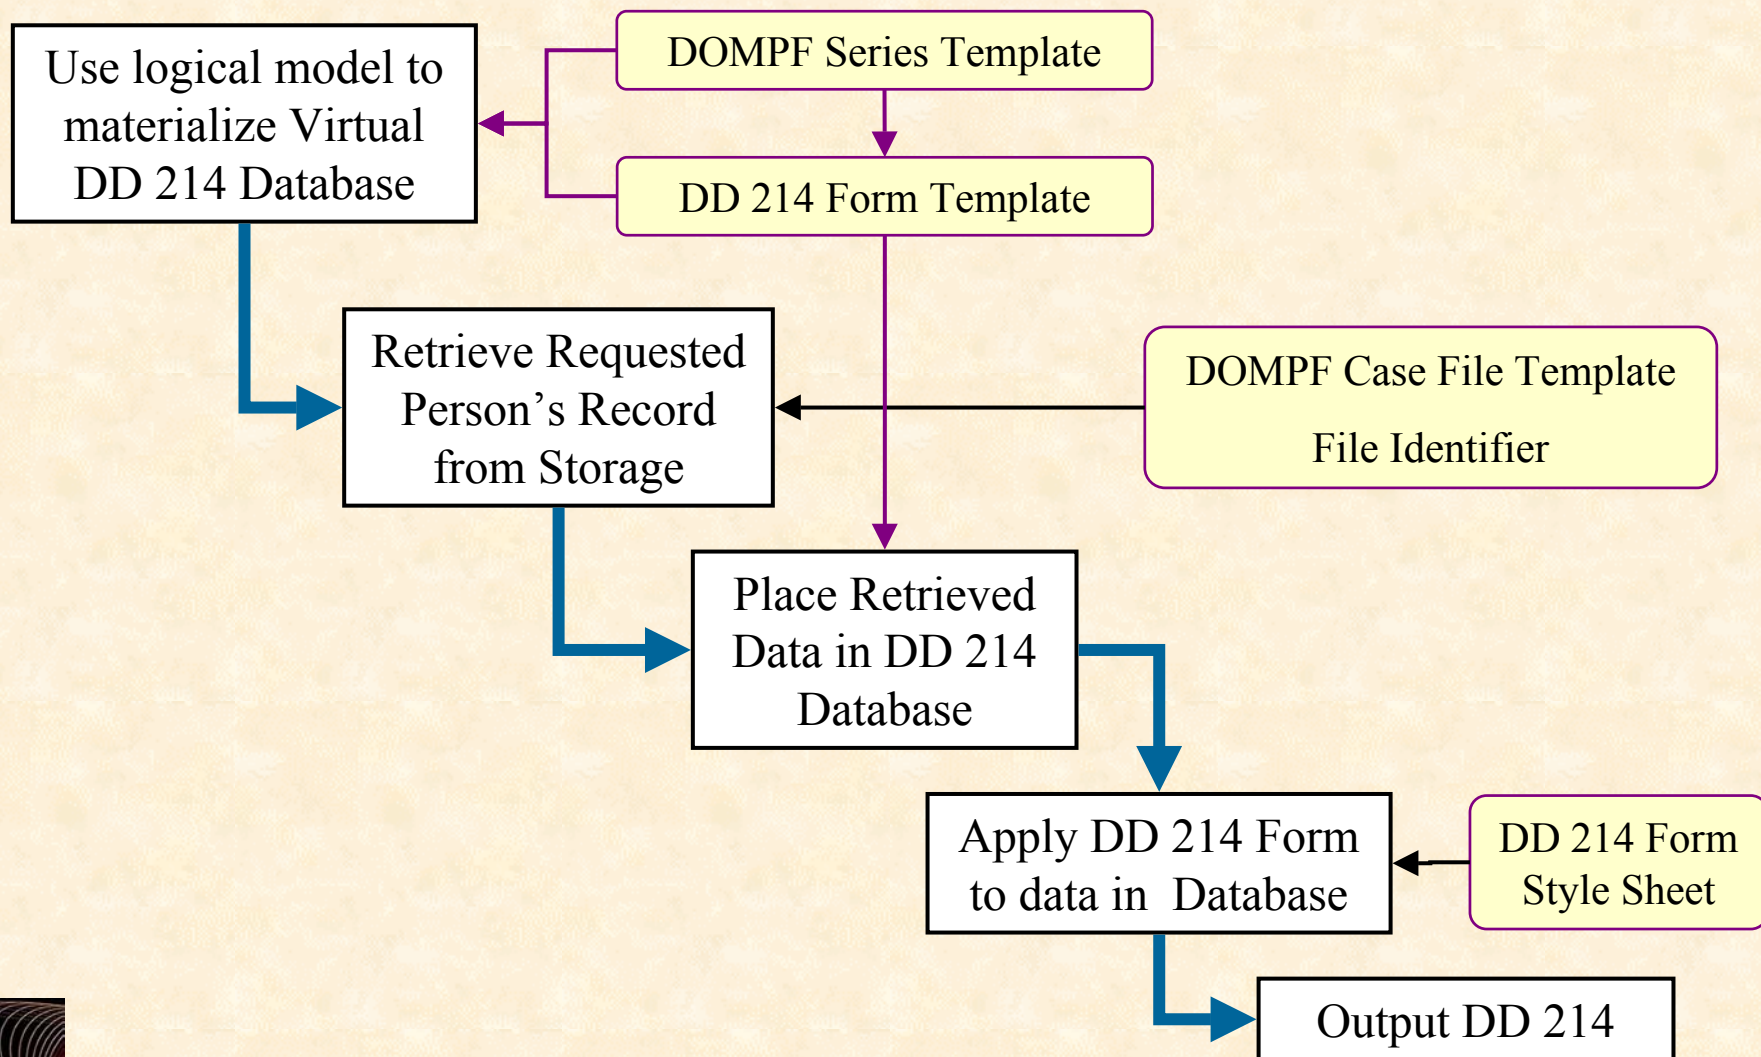 Use logical model to
materialize Virtual
DD 214 Database
DOMPF Series Template
DD 214 Form Template
Retrieve Requested
Person’s Record
from Storage
DOMPF Case File Template
File Identifier
Place Retrieved
Data in DD 214
Database
Apply DD 214 Form
to data in  Database
DD 214 Form
Style Sheet
Output DD 214